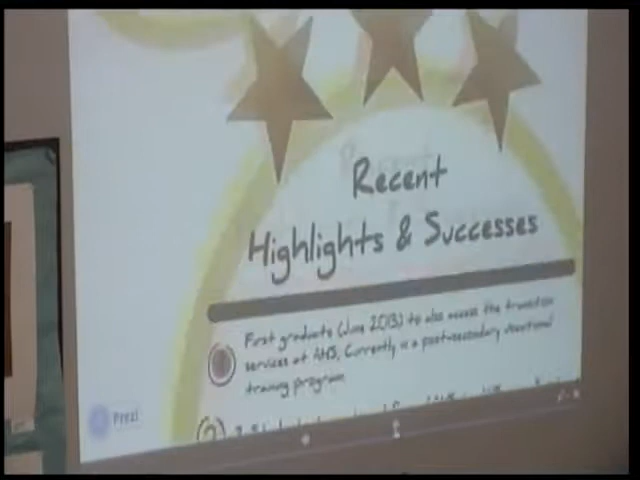 Recent
Highlights & Successes
First graduate (June 2013) to also access the transition
services at AHS. Currently is a post-secondary vocational
training program
Prezi